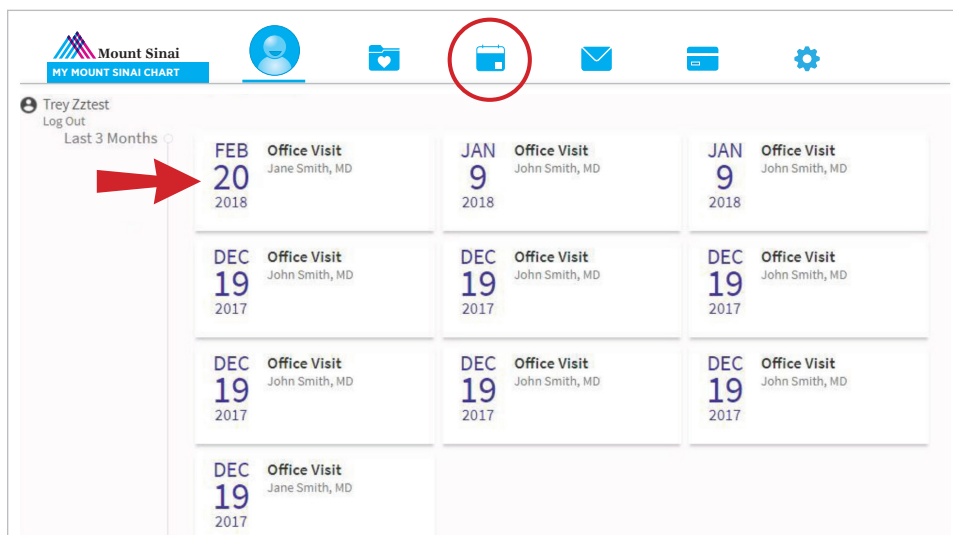 Mount Sinai
MY MOUNT SINAI CHART
Trey Zztest
Log Out
Last 3 Months
FEB
20
2018
Office Visit
Jane Smith, MD
JAN
9
2018
Office Visit
John Smith, MD
JAN
9
2018
Office Visit
John Smith, MD
DEC
19
2017
Office Visit
John Smith, MD
DEC
19
2017
Office Visit
John Smith, MD
DEC
19
2017
Office Visit
John Smith, MD
DEC
19
2017
Office Visit
John Smith, MD
DEC
19
2017
Office Visit
John Smith, MD
DEC
19
2017
Office Visit
John Smith, MD
DEC
19
2017
Office Visit
Jane Smith, MD